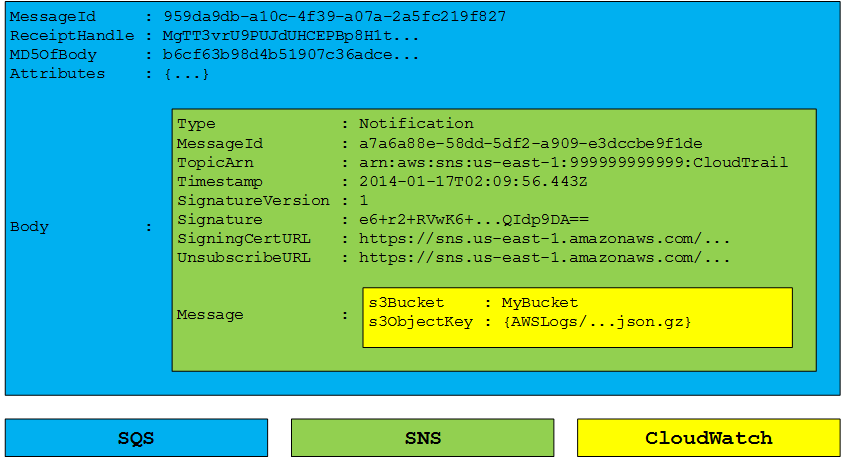 MessageId : 959da9db-a10c-4f39-a07a-2a5fc219f827
ReceiptHandle : MgTT3vrU9PUJdUHCEPBp8H1t...
MD5OfBody : b6cf63b98d4b51907c36adce...
Attributes : {...}
Type : Notification
MessageId : a7a6a88e-58dd-5df2-a909-e3dccbe9f1de
TopicArn : arn:aws:sns:us-east-1:999999999999:CloudTrail
Timestamp : 2014-01-17T02:09:56.443Z
SignatureVersion : 1
Signature : e6+r2+RVwK6+...QIdp9DA==
Body :
SigningCertURL : https://sns.us-east-1.amazonaws.com/...
UnsubscribeURL : https://sns.us-east-1.amazonaws.com/...
s3Bucket : MyBucket
Message :
s3ObjectKey : {AWSLogs/...json.gz}
SQS SNS CloudWatch